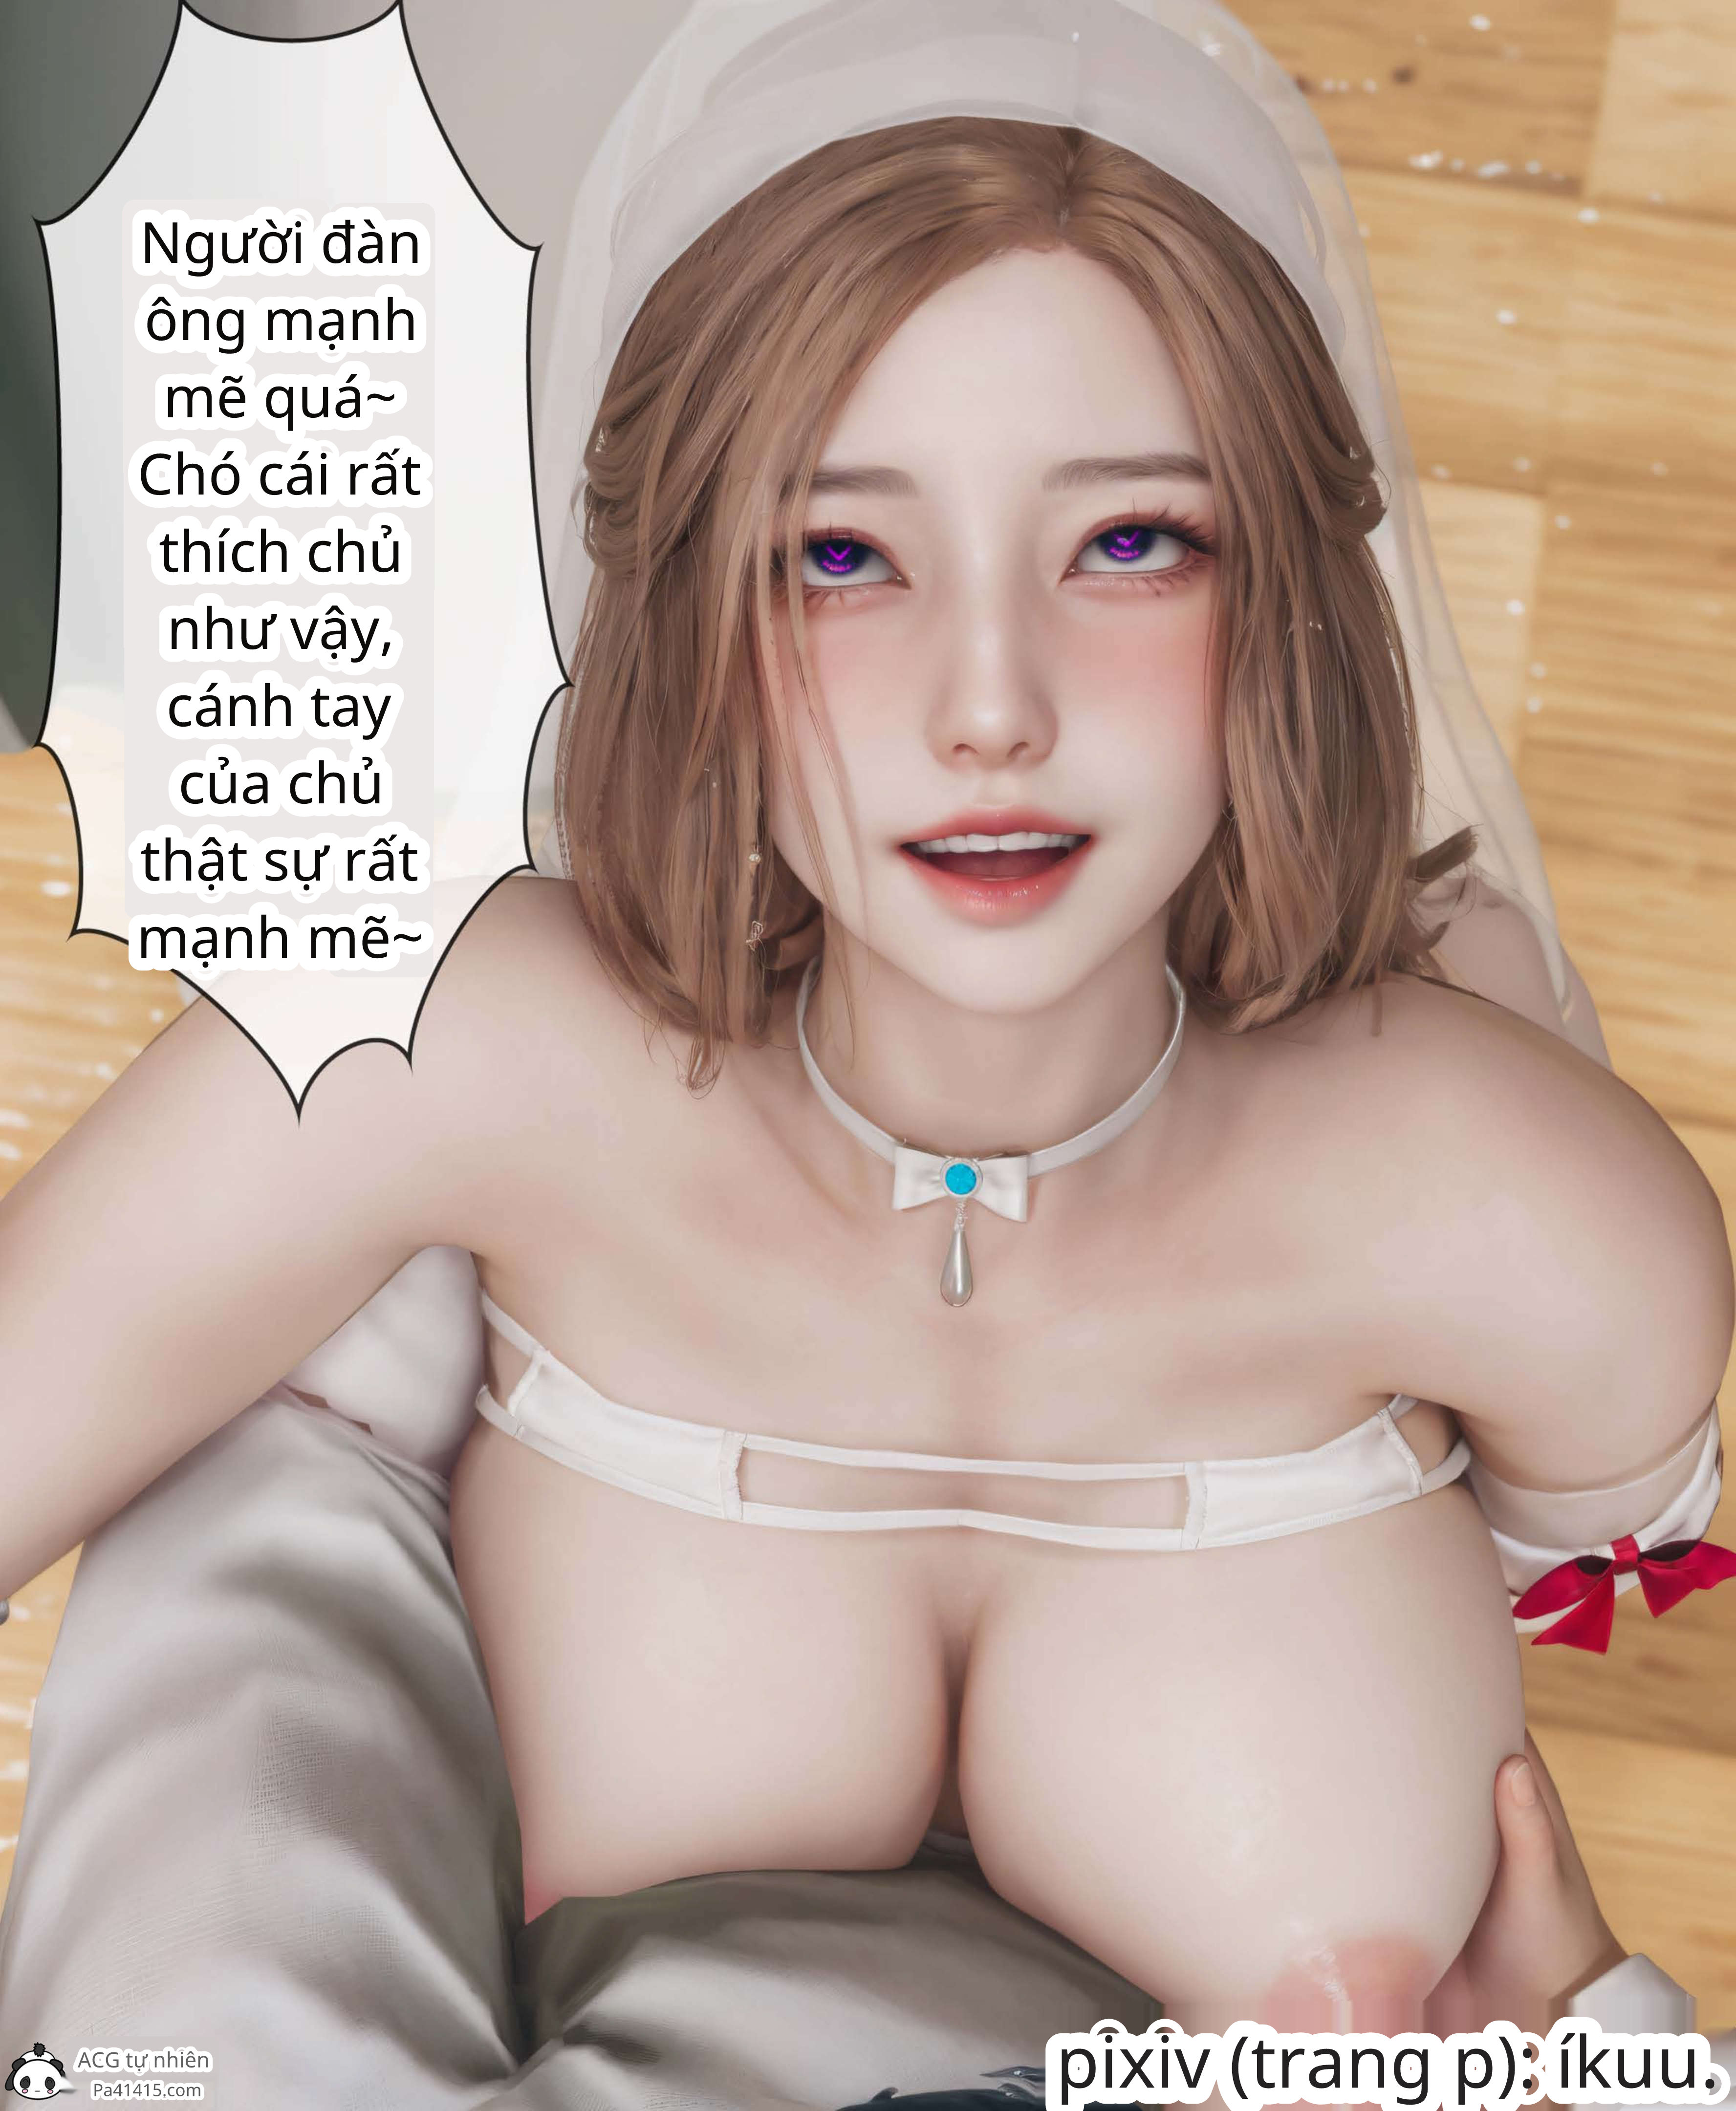 Người đàn
ông mạnh
mẽ quá~
Chó cái rất
thích chủ
như vậy,
cánh tay
của chủ
thật sự rất
mạnh mẽ~
ACG tự nhiên
Pa41415.com
pixiv (trang p): íkuu.